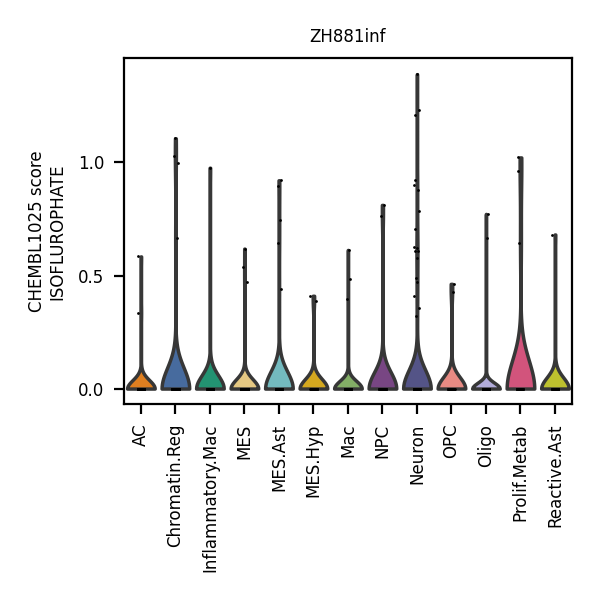 ZH881inf
CHEMBL1025 score
ISOFLUROPHATE
1.0
0.5
0.0
AC
Chromatin.Reg
Inflammatory.Mac
MES
MES.Ast
MES.Hyp
Mac
NPC
Neuron
OPC
Oligo
Prolif.Metab
Reactive.Ast